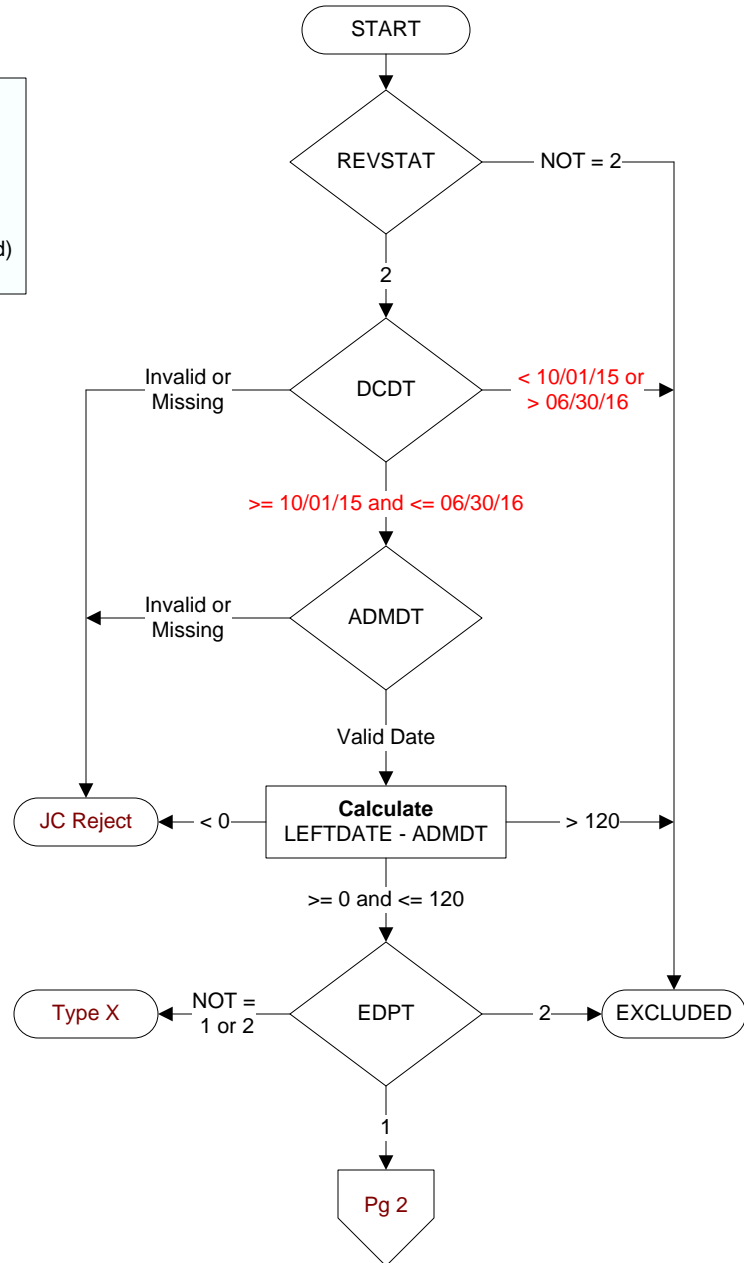 START
REVSTAT
NOT = 2
d)
2
Invalid or
Missing
DCDT
< 10/01/15 or
> 06/30/16
>= 10/01/15 and <= 06/30/16
Invalid or
Missing
ADMDT
Valid Date
JC Reject
< 0
Calculate
LEFTDATE - ADMDT
> 120
>= 0 and <= 120
Type X
NOT =
1 or 2
EDPT
2
EXCLUDED
1
Pg 2